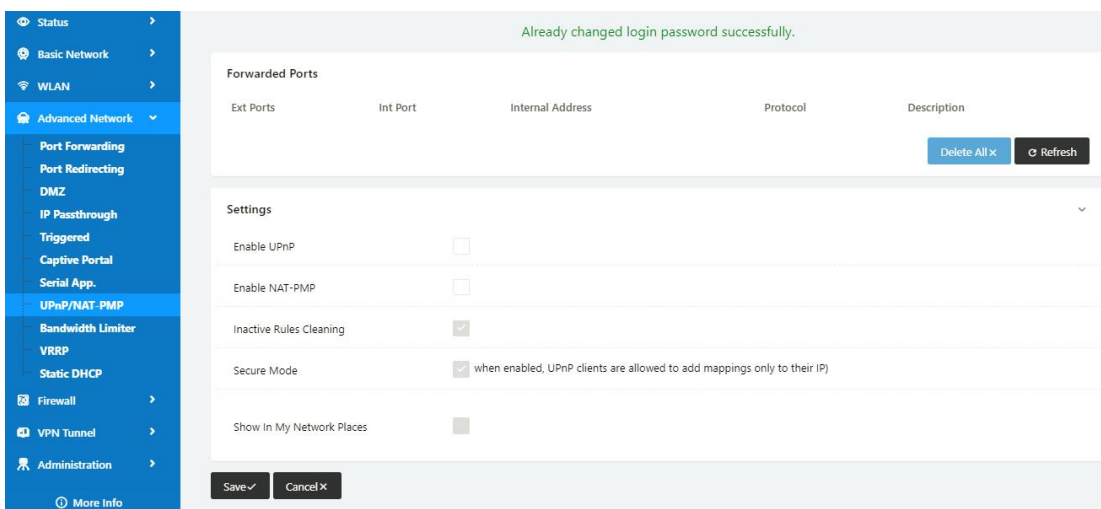 Status
Basic Network
WLAN
Advanced Network
Port Forwarding
Port Redirecting
DMZ
IP Passthrough
Triggered
Captive Portal
Serial App.
UPnP/NAT-PMP
Bandwidth Limiter
VRRP
Static DHCP
Firewall
VPN Tunnel
Administration
More Info
Already changed login password successfully.
Forwarded Ports
Ext Ports Int Port Internal Address Protocol Description
Delete All × Refresh
Settings
Enable UPnP
Enable NAT-PMP
Inactive Rules Cleaning
Secure Mode when enabled, UPnP clients are allowed to add mappings only to their IP)
Show In My Network Places
Save Cancel ×